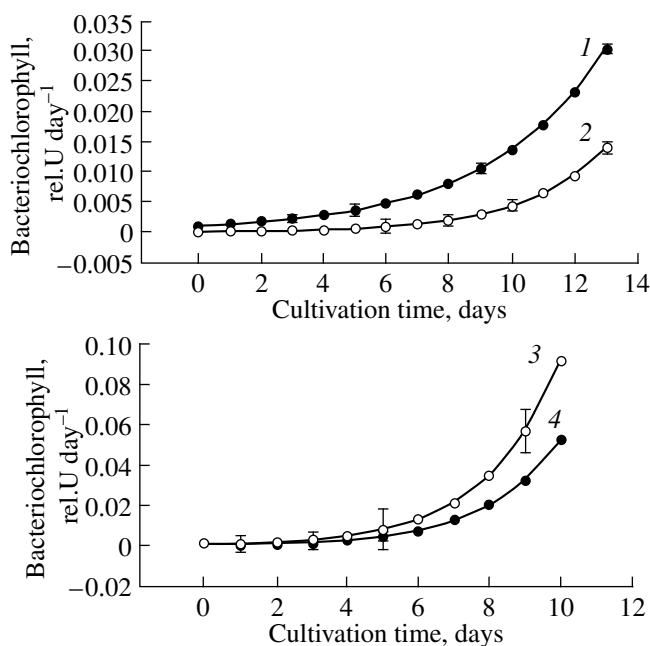 Bacteriochlorophyll,
rel.U day⁻¹
0.035
0.030
0.025
0.020
0.015
0.010
0.005
0
−0.005
1
2
0 2 4 6 8 10 12 14
Cultivation time, days
Bacteriochlorophyll,
rel.U day⁻¹
0.10
0.08
0.06
0.04
0.02
0
−0.02
3
4
0 2 4 6 8 10 12
Cultivation time, days